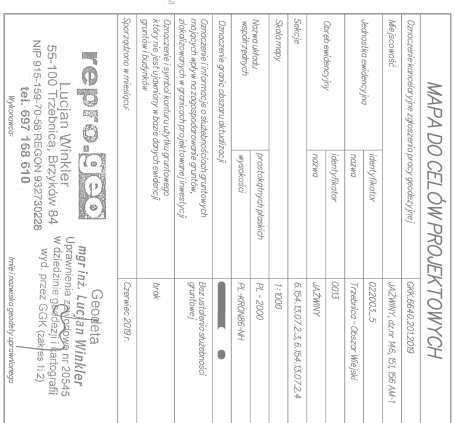 MAPA DO CELÓW PROJEKTOWYCH
Oznaczenie kancelaryjne zgłoszenia pracy geodezyjnej GKK.6640.201.2019
Miejscowość JAŹWINY, dz.nr 146, 151, 156 AM-1
Jednostka ewidencyjna identyfikator 022003_5
nazwa Trzebnica - Obszar Wiejski
Obręb ewidencyjny identyfikator 0013
nazwa JAŹWINY
Sekcje 6.154.13.07.2.3, 6.154.13.07.2.4
Skala mapy 1:1000
Nazwa układu współrzędnych prostokątnych płaskich PL - 2000
wysokości PL-KRON86-NH
Oznaczenie granic obszaru aktualizacji
Oznaczenie i informacje o służebnościach gruntowych
mających wpływ na zagospodarowanie gruntów,
zlokalizowanych w granicach projektowanej inwestycji
Bez ustalenia służebności
gruntowej
Oznaczenie i symbol konturu użytku gruntowego
który nie jest ujawniony w bazie danych ewidencji
gruntów i budynków
brak
Sporządzono w miesiącu: Czerwiec 2019 r.
repro.geo
Lucjan Winkler
55-100 Trzebnica, Brzyków 84
NIP 915-159-70-58 REGON 932730228
tel. 697 168 610
Wykonawca
Geodeta
mgr inż. Lucjan Winkler
Uprawnienia zawodowe nr 20545
w dziedzinie geodezji i kartografii
wyd. przez GGK (zakres 1i 2)
Imię i nazwisko geodety uprawnionego